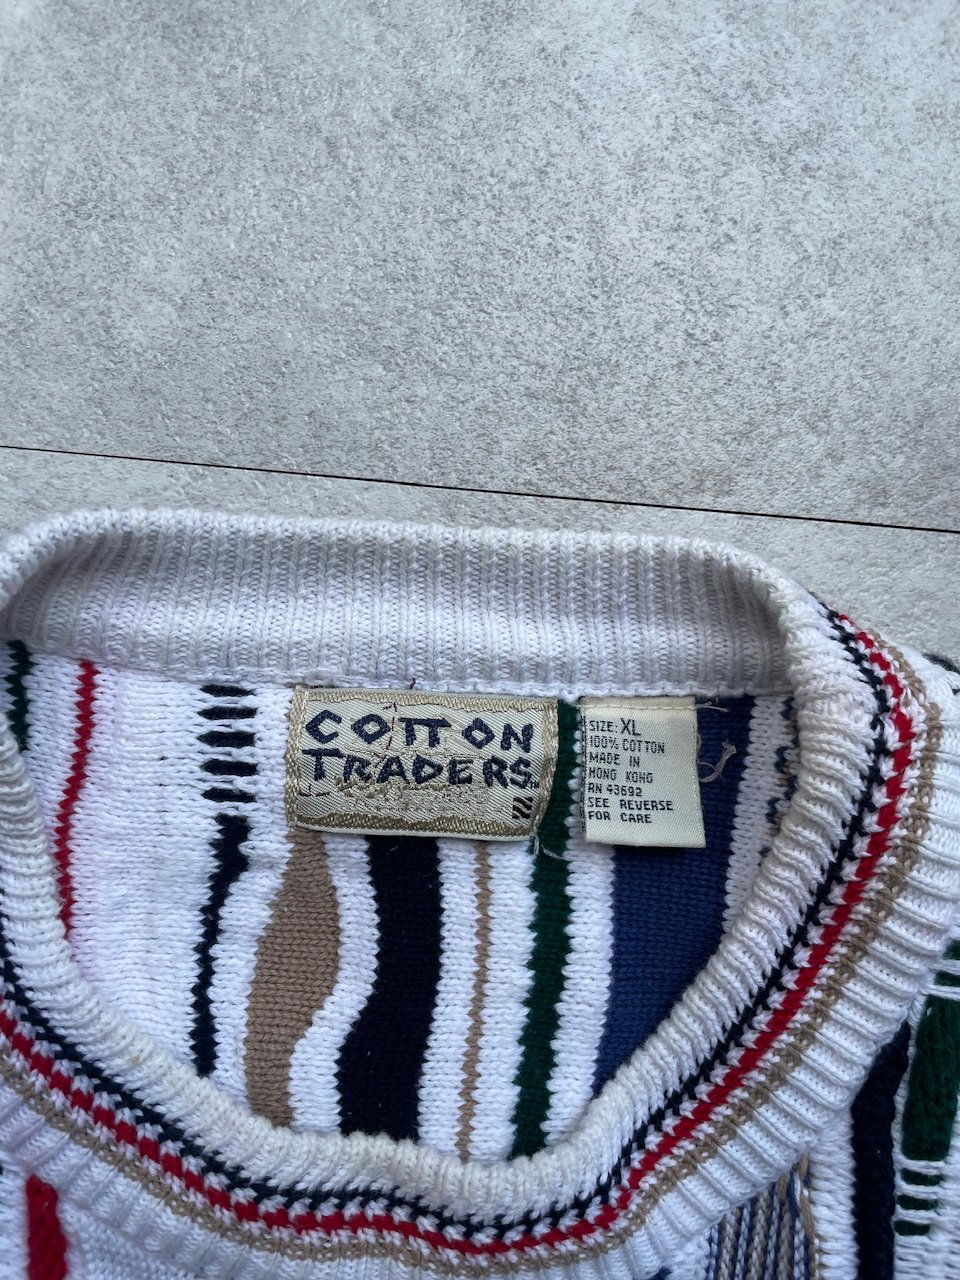 COTTON
TRADERS
SIZE: XL
100% COTTON
MADE IN
HONG KONG
RN 43692
SEE REVERSE
FOR CARE